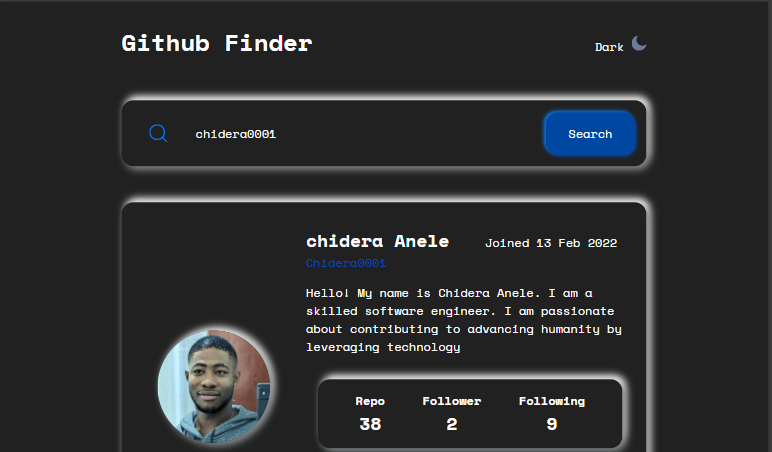 Github Finder
Dark
chidera0001
Search
chidera Anele
Joined 13 Feb 2022
Chidera0001
Hello! My name is Chidera Anele. I am a
skilled software engineer. I am passionate
about contributing to advancing humanity by
leveraging technology
Repo Follower Following
38 2 9